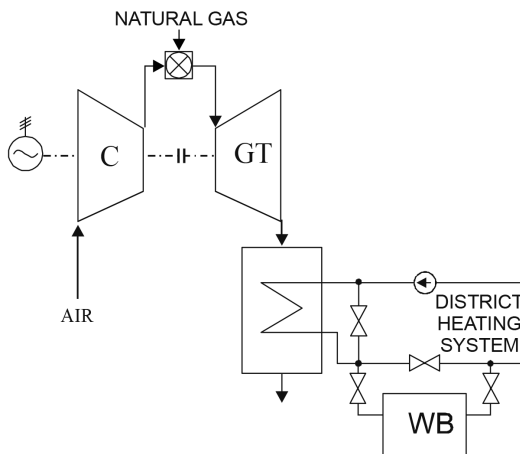 NATURAL GAS
C
GT
AIR
DISTRICT
HEATING
SYSTEM
WB